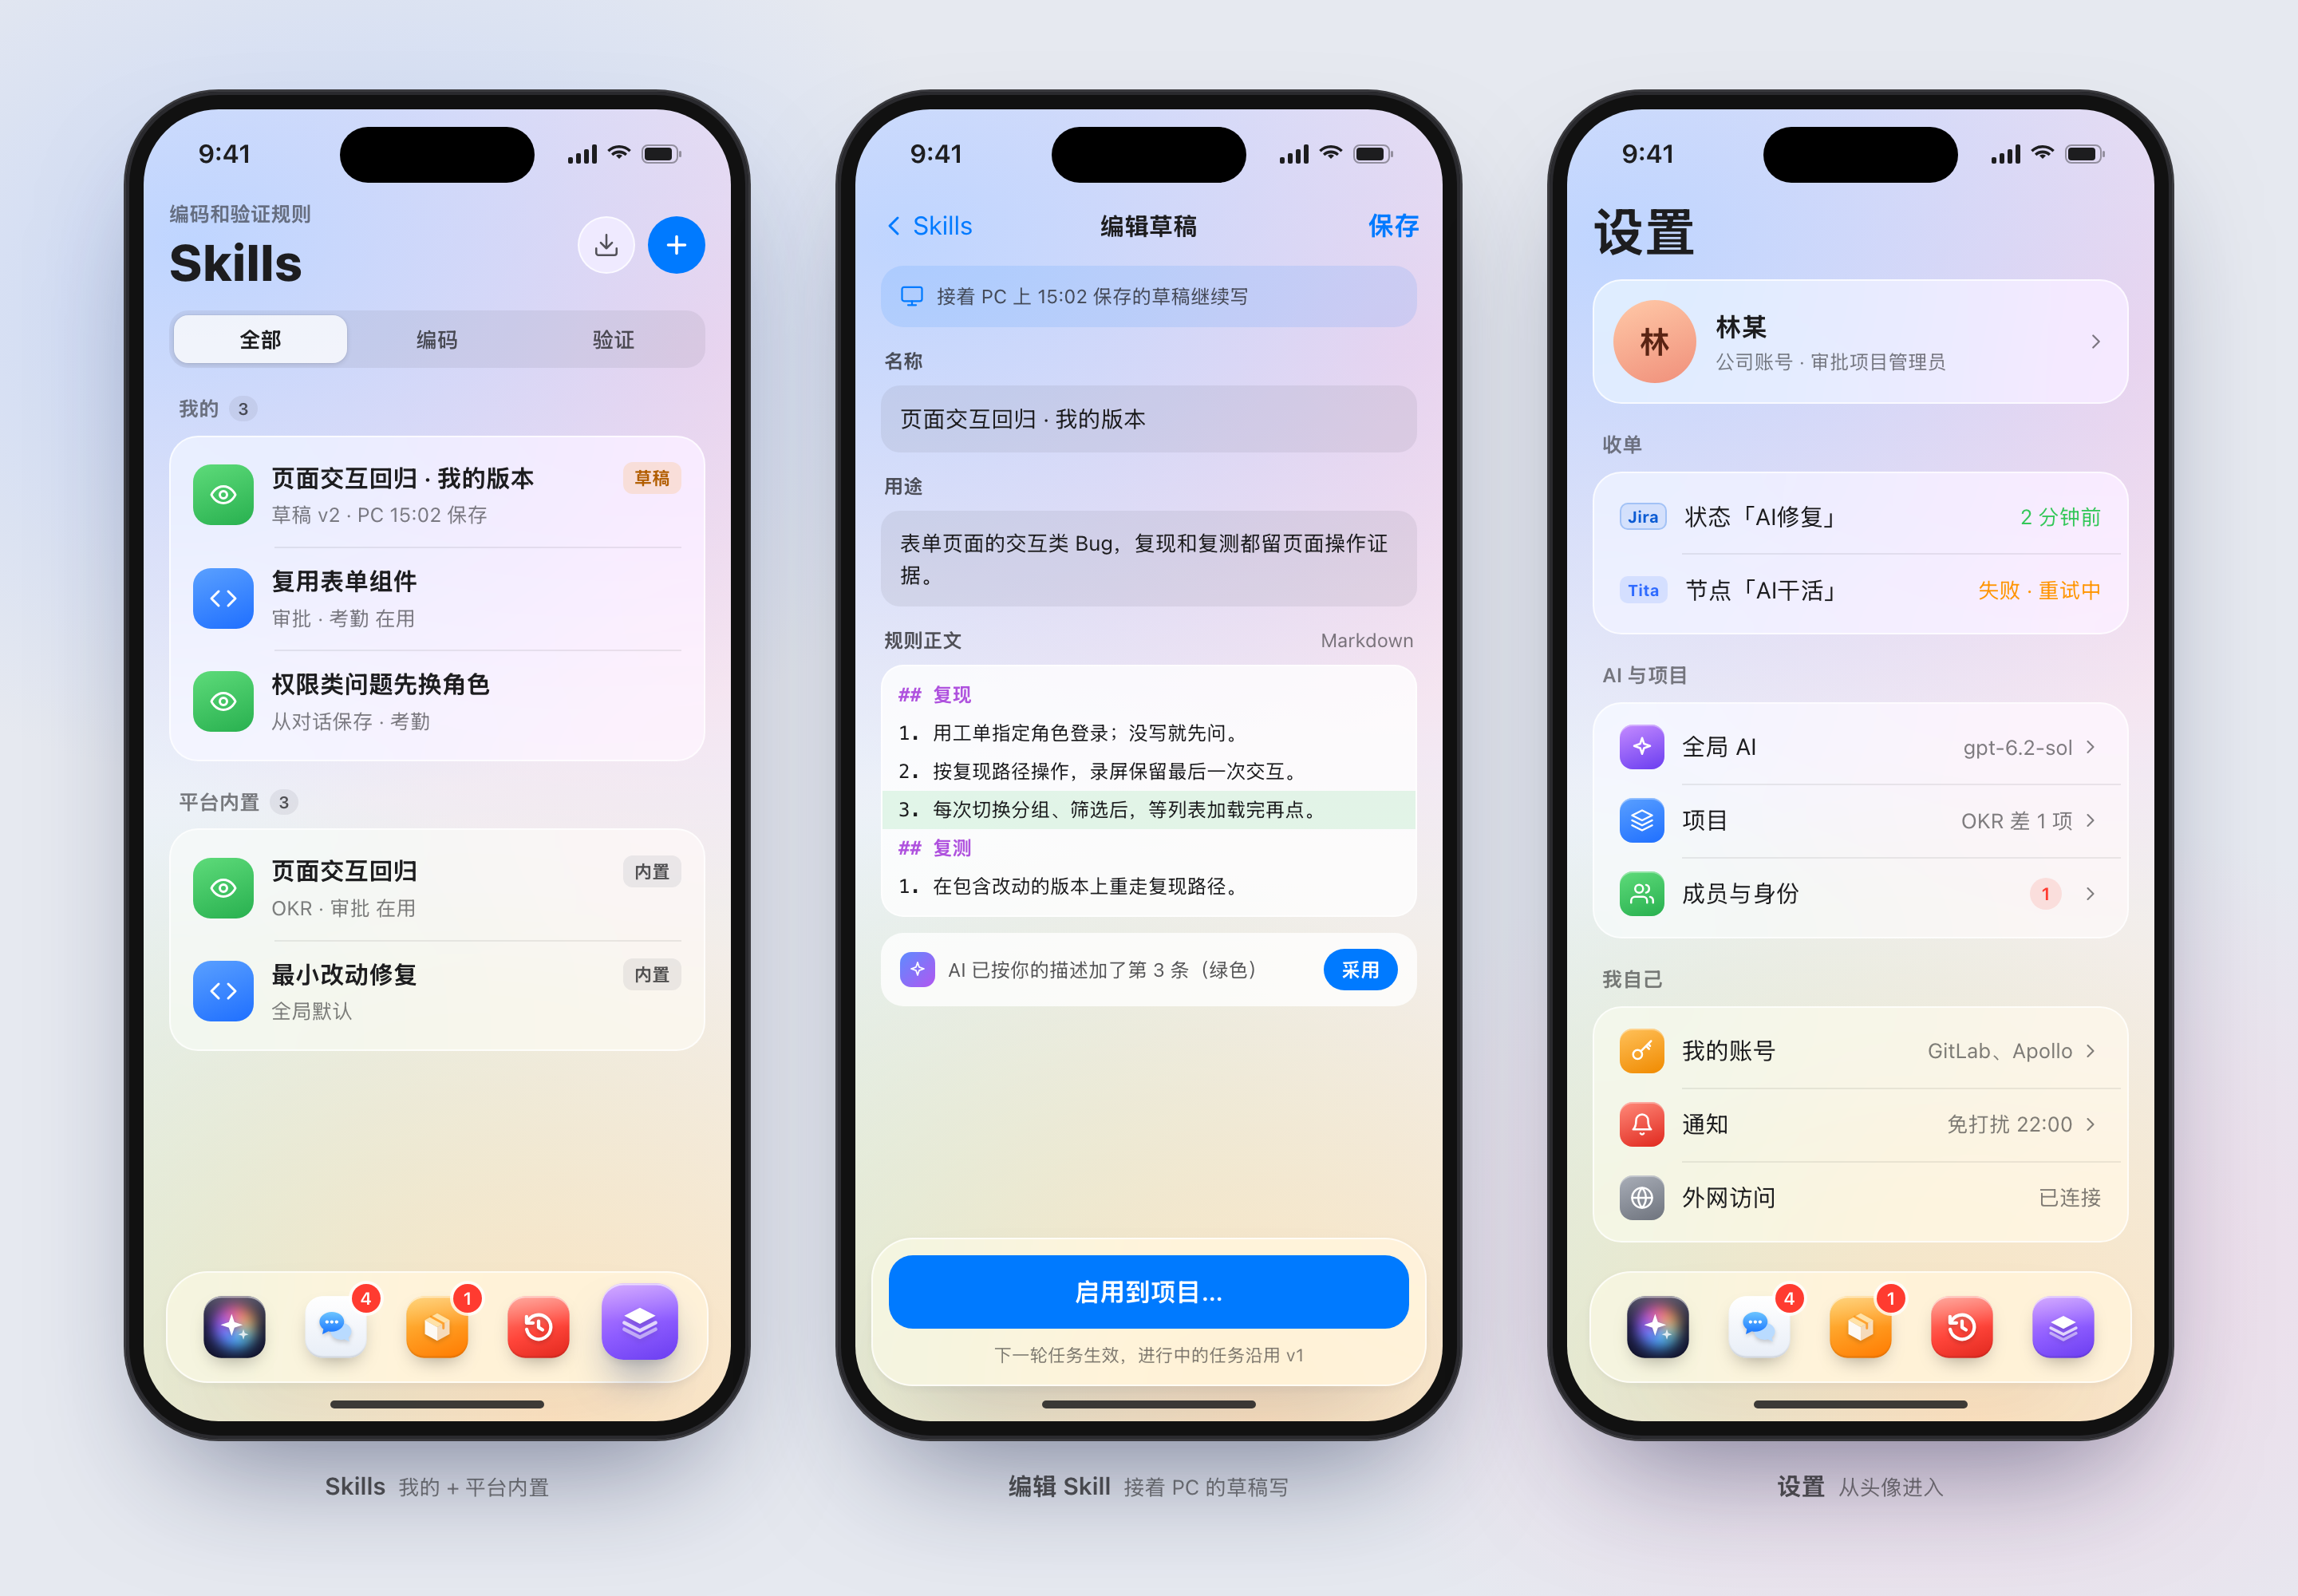 9:41
编码和验证规则
Skills
全部 编码 验证
我的 3
页面交互回归 · 我的版本 草稿
草稿 v2 · PC 15:02 保存
复用表单组件
审批 · 考勤 在用
权限类问题先换角色
从对话保存 · 考勤
平台内置 3
页面交互回归 内置
OKR · 审批 在用
最小改动修复 内置
全局默认
4 1
Skills 我的 + 平台内置
9:41
Skills 编辑草稿 保存
接着 PC 上 15:02 保存的草稿继续写
名称
页面交互回归 · 我的版本
用途
表单页面的交互类 Bug，复现和复测都留页面操作证
据。
规则正文 Markdown
## 复现
1. 用工单指定角色登录；没写就先问。
2. 按复现路径操作，录屏保留最后一次交互。
3. 每次切换分组、筛选后，等列表加载完再点。
## 复测
1. 在包含改动的版本上重走复现路径。
AI 已按你的描述加了第 3 条（绿色） 采用
启用到项目...
下一轮任务生效，进行中的任务沿用 v1
编辑 Skill 接着 PC 的草稿写
9:41
设置
林 林某
公司账号 · 审批项目管理员
收单
Jira 状态「AI修复」 2 分钟前
Tita 节点「AI干活」 失败 · 重试中
AI 与项目
全局 AI gpt-6.2-sol
项目 OKR 差 1 项
成员与身份 1
我自己
我的账号 GitLab、Apollo
通知 免打扰 22:00
外网访问 已连接
4 1
设置 从头像进入